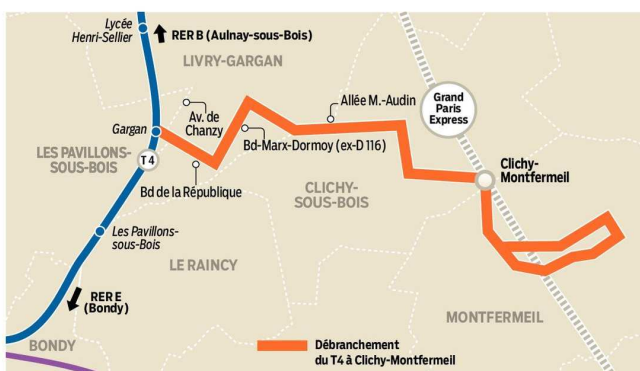 Lycée
Henri-Sellier
RER B (Aulnay-sous-Bois)
LIVRY-GARGAN
Av. de
Chanzy
Allée M.-Audin
Grand
Paris
Express
Gargan
Bd-Marx-Dormoy (ex-D 116)
LES PAVILLONS-
SOUS-BOIS
T4
Clichy-
Montfermeil
Bd de la République
CLICHY-
SOUS-BOIS
Les Pavillons-
sous-Bois
LE RAINCY
RER E
(Bondy)
MONTFERMEIL
BONDY
Débranchement
du T4 à Clichy-Montfermeil